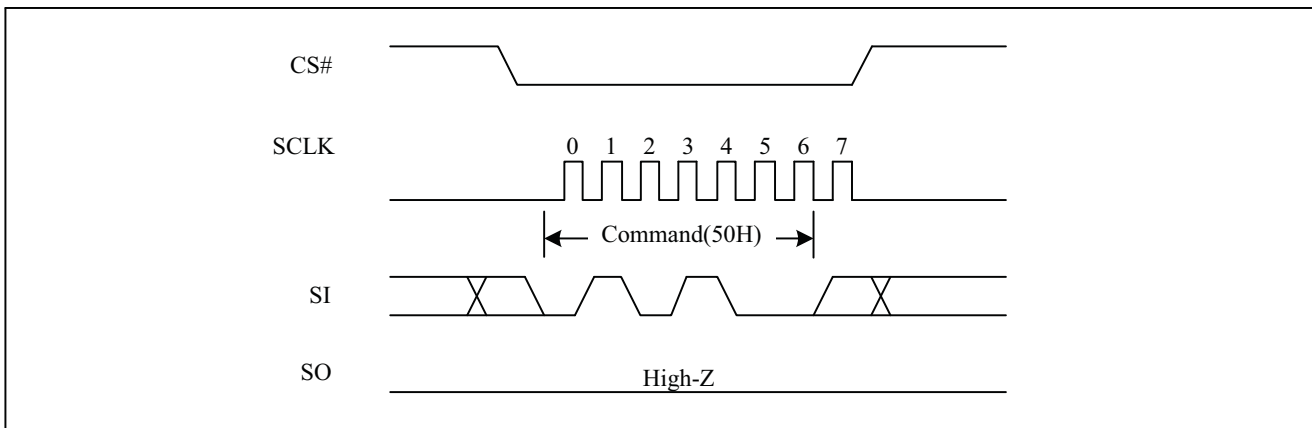 CS#
SCLK
0 1 2 3 4 5 6 7
Command(50H)
SI
SO
High-Z